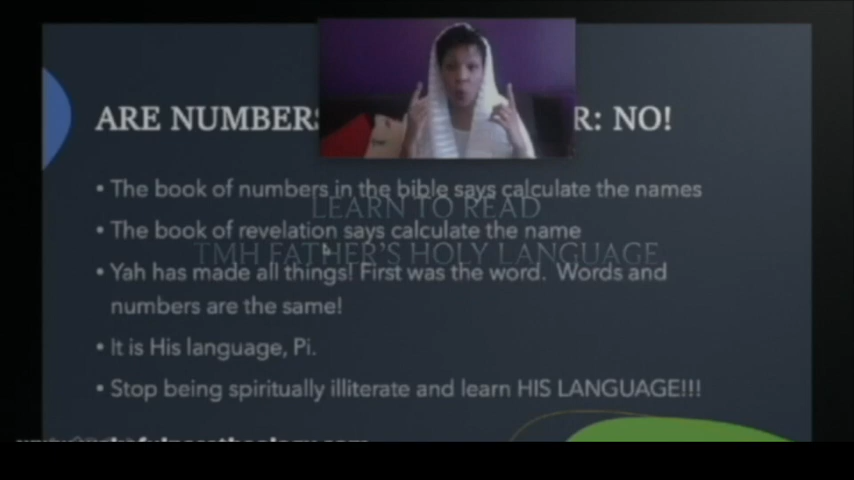 ARE NUMBERS R: NO!
• The book of numbers in the bible says calculate the names
LEARN TO READ
• The book of revelation says calculate the name
TMH FATHER'S HOLY LANGUAGE
• Yah has made all things! First was the word. Words and
numbers are the same!
• It is His language, Pi.
• Stop being spiritually illiterate and learn HIS LANGUAGE!!!